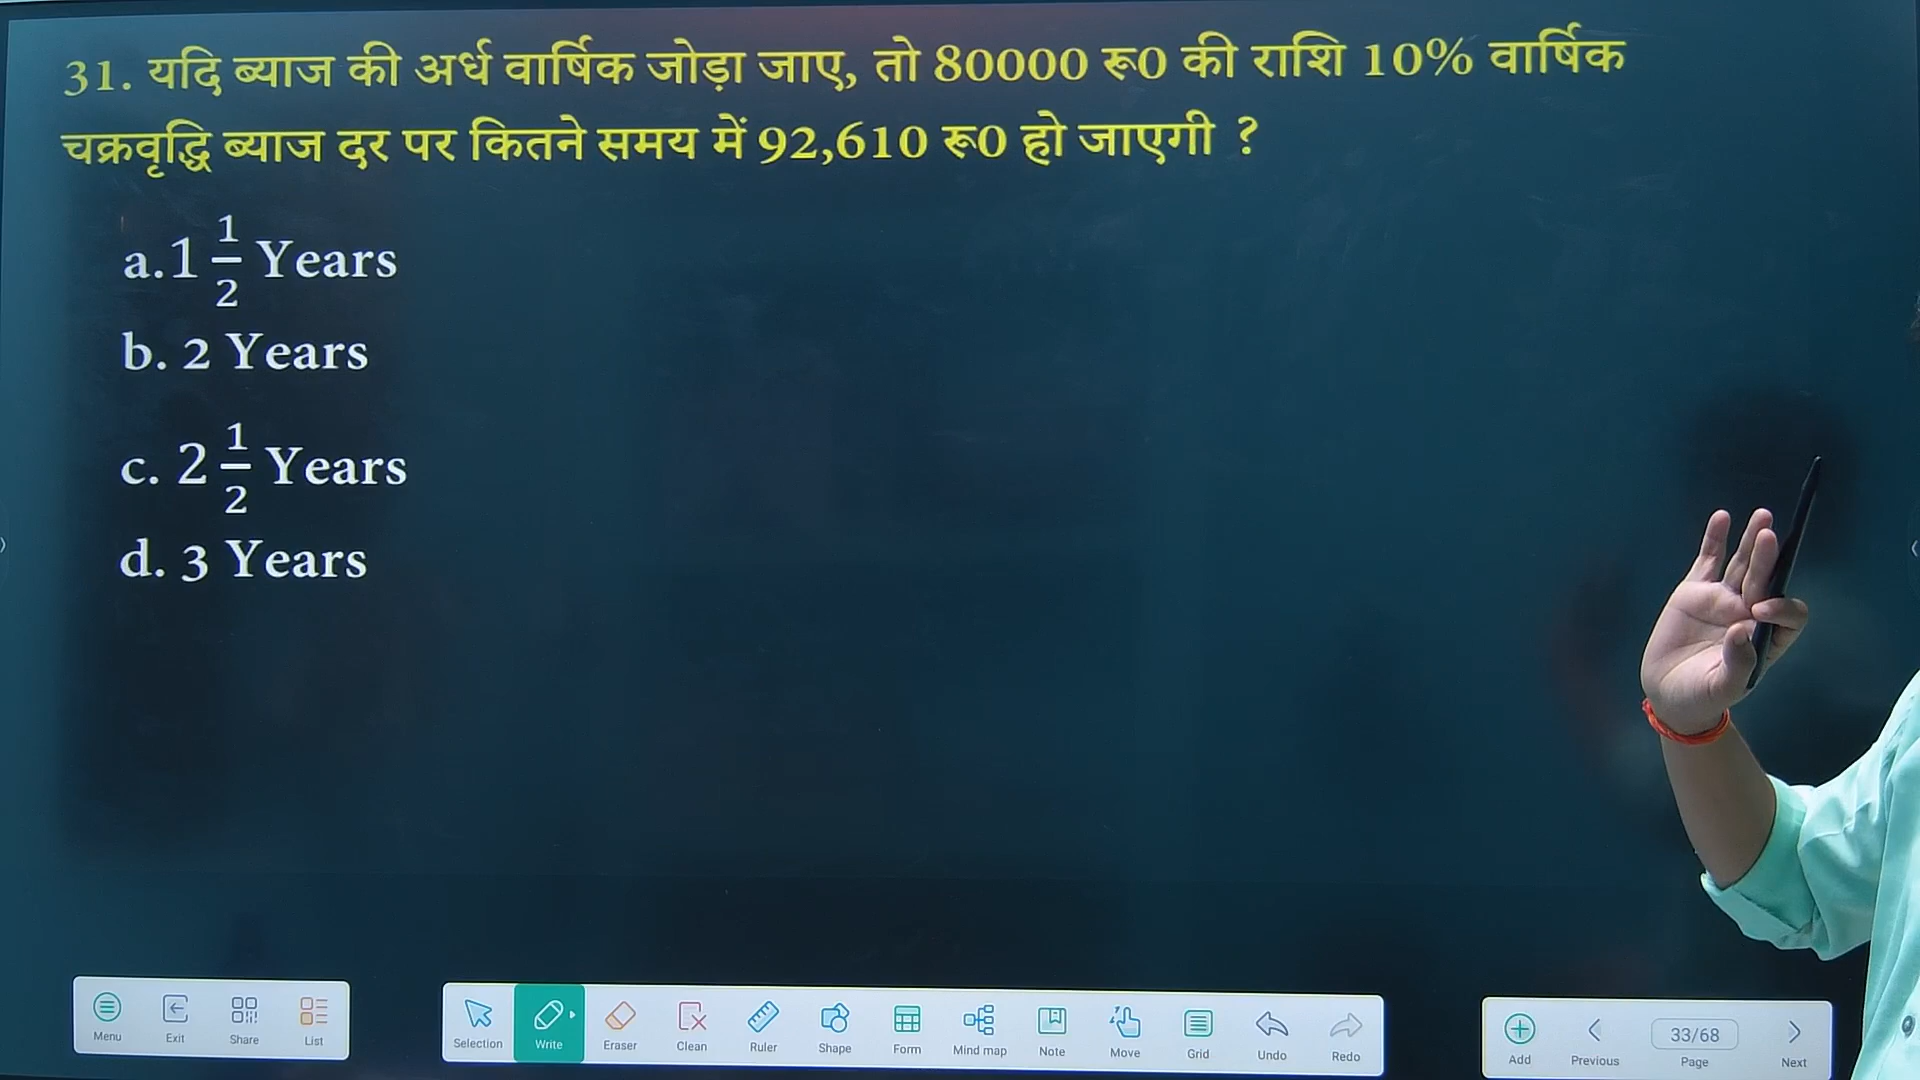 31. यदि ब्याज की अर्ध वार्षिक जोड़ा जाए, तो 80000 रू0 की राशि 10% वार्षिक
चक्रवृद्धि ब्याज दर पर कितने समय में 92,610 रू0 हो जाएगी ?
a. 1 1/2 Years
b. 2 Years
c. 2 1/2 Years
d. 3 Years
Menu Exit Share List Selection Write Eraser Clean Ruler Shape Form Mind map Note Move Grid Undo Redo Add Previous 33/68 Page Next